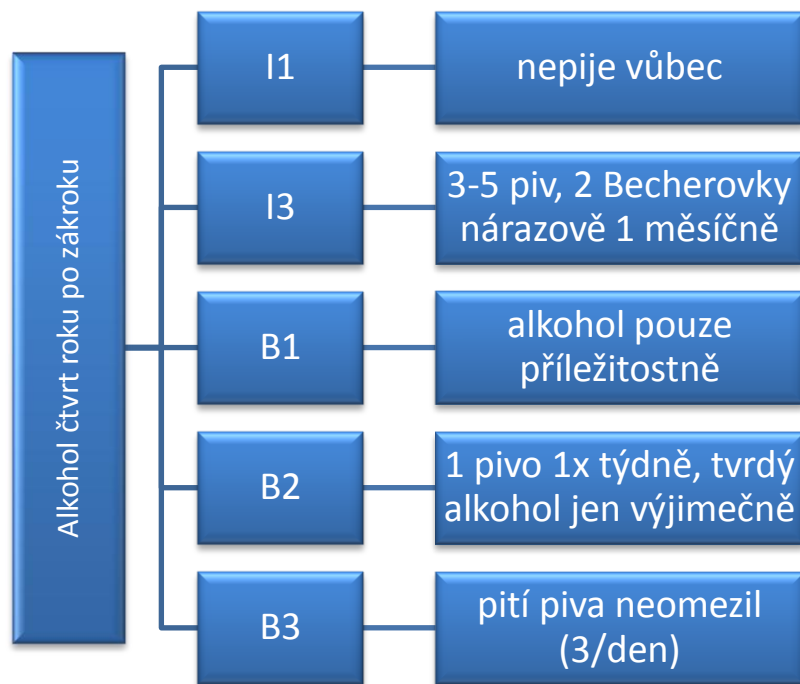 Alkohol čtvrt roku po zákroku
I1
nepije vůbec
I3
3-5 piv, 2 Becherovky
nárazově 1 měsíčně
B1
alkohol pouze
příležitostně
B2
1 pivo 1x týdně, tvrdý
alkohol jen výjimečně
B3
pití piva neomezil
(3/den)